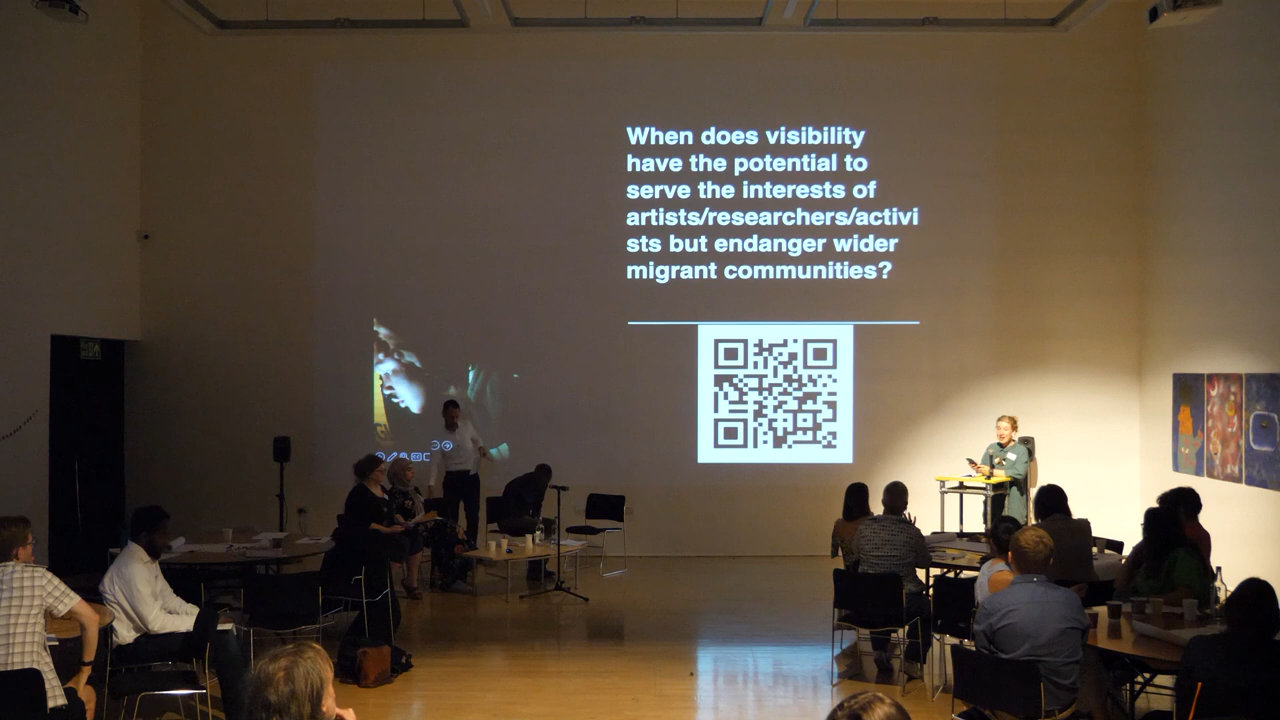 When does visibility
have the potential to
serve the interests of
artists/researchers/activi
sts but endanger wider
migrant communities?